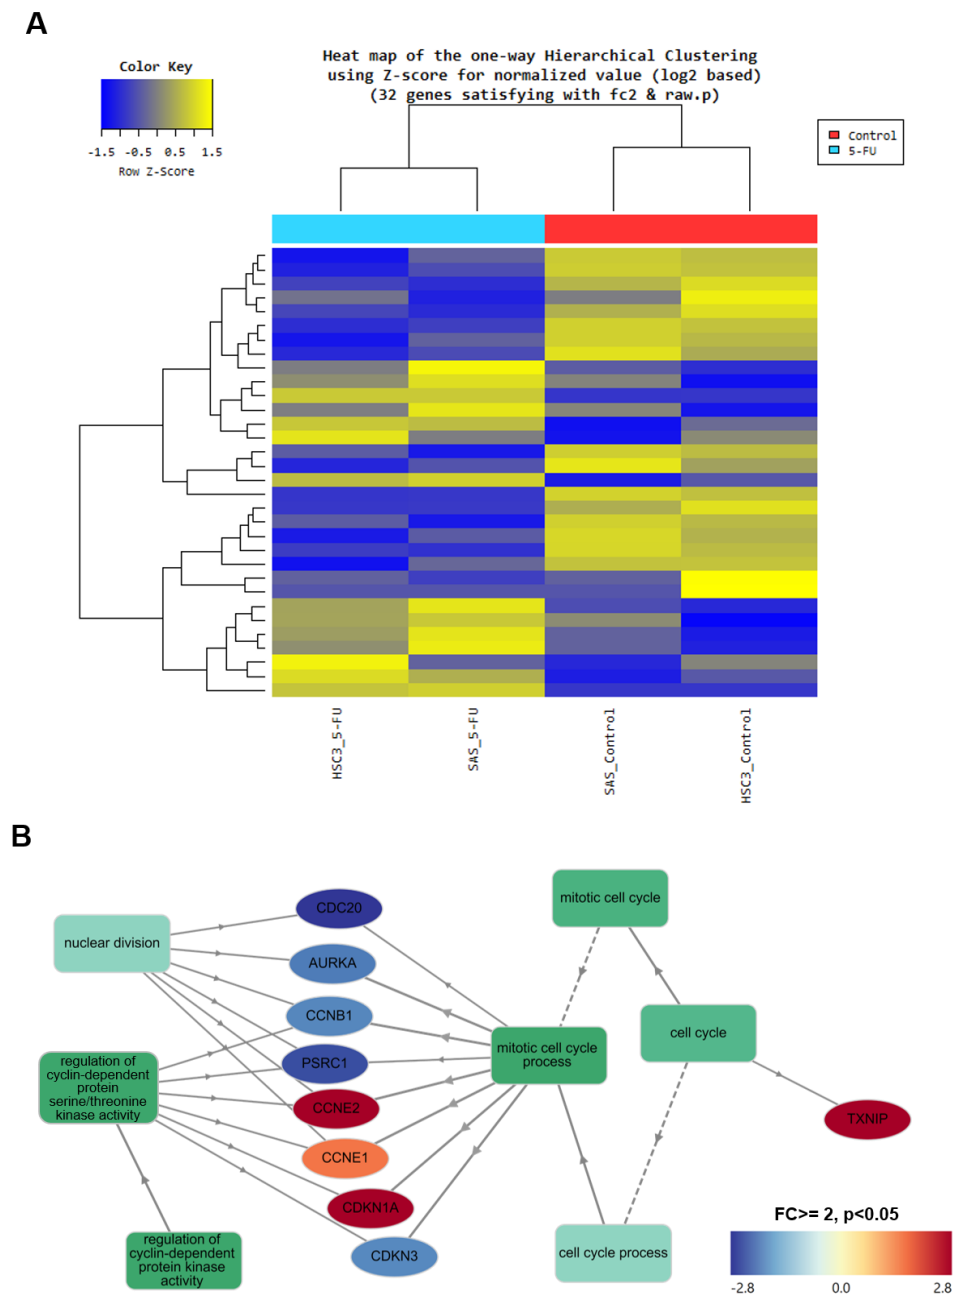 A
Heat map of the one-way Hierarchical Clustering
using Z-score for normalized value (log2 based)
(32 genes satisfying with fc2 & raw.p)
Color Key
-1.5 -0.5 0.5 1.5
Row Z-Score
Control
5-FU
HSC3_5-FU
SAS_5-FU
SAS_Control
HSC3_Control
B
nuclear division
CDC20
AURKA
CCNB1
PSRC1
CCNE2
CCNE1
CDKN1A
CDKN3
regulation of
cyclin-dependent
protein
serine/threonine
kinase activity
regulation of
cyclin-dependent
protein kinase
activity
mitotic cell cycle
mitotic cell cycle
process
cell cycle
TXNIP
cell cycle process
FC>= 2, p<0.05
-2.8 0.0 2.8